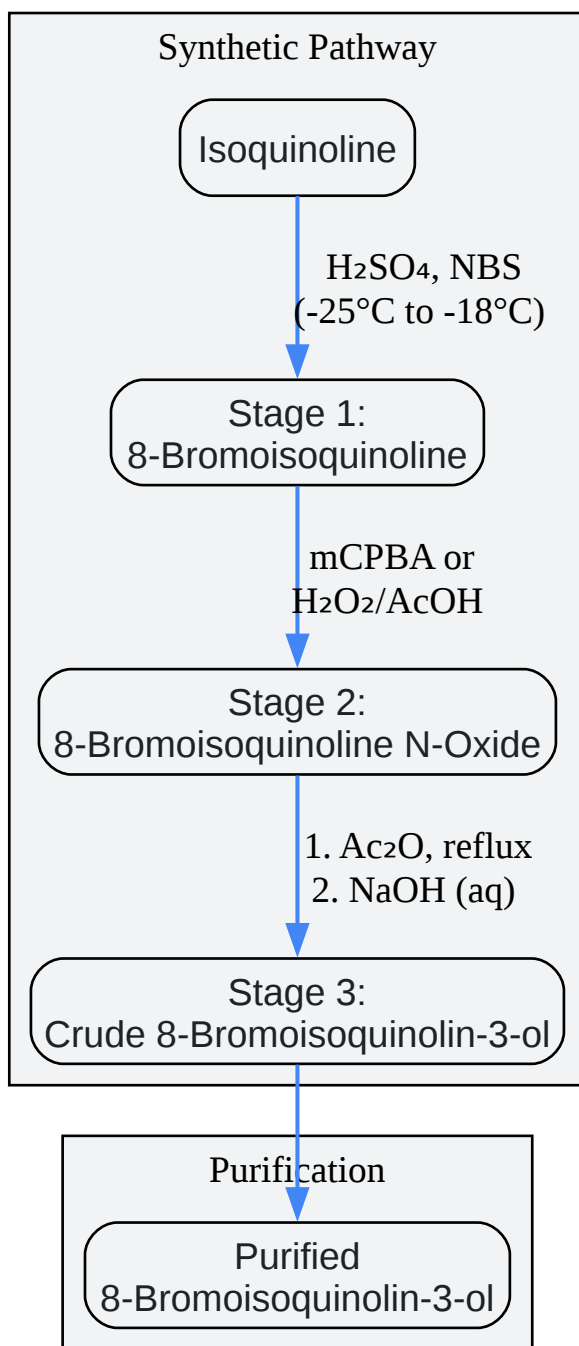 Synthetic Pathway
Isoquinoline
H₂SO₄, NBS
(-25°C to -18°C)
Stage 1:
8-Bromoisoquinoline
mCPBA or
H₂O₂/AcOH
Stage 2:
8-Bromoisoquinoline N-Oxide
1. Ac₂O, reflux
2. NaOH (aq)
Stage 3:
Crude 8-Bromoisoquinolin-3-ol
Purification
Purified
8-Bromoisoquinolin-3-ol